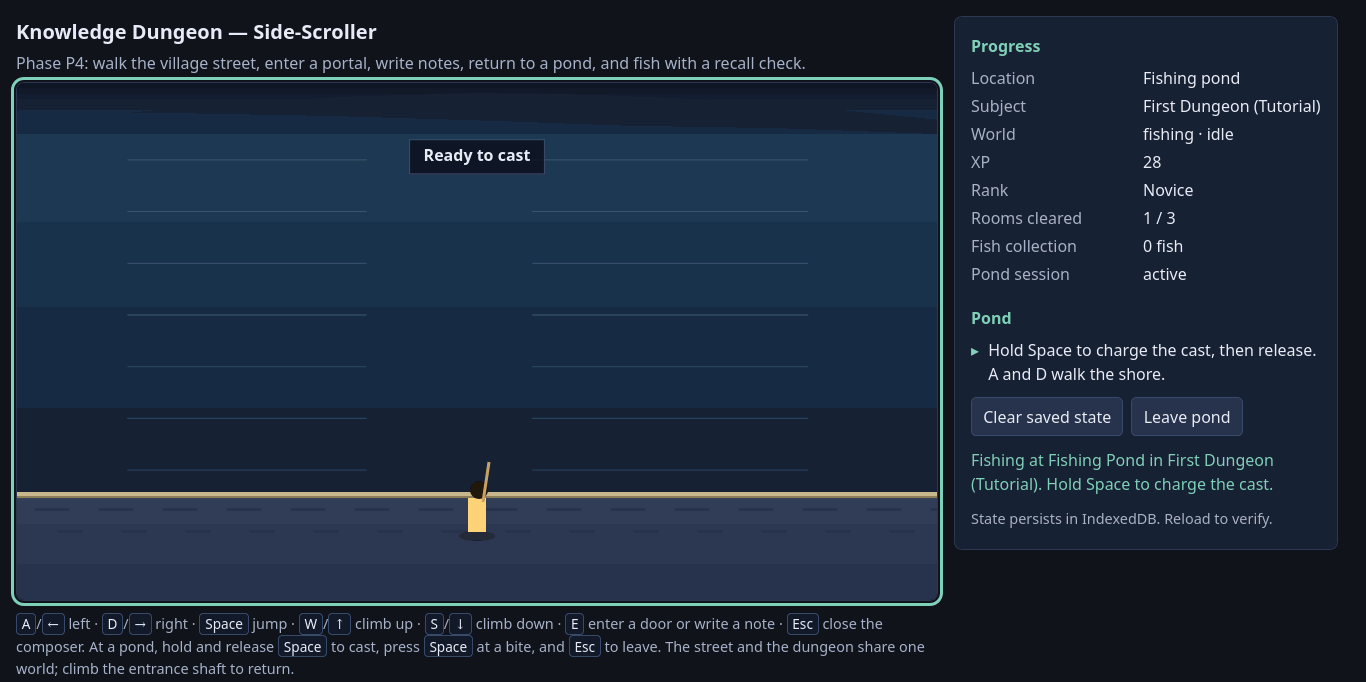 Knowledge Dungeon — Side-Scroller
Phase P4: walk the village street, enter a portal, write notes, return to a pond, and fish with a recall check.
Ready to cast
A/← left · D/→ right · Space jump · W/↑ climb up · S/↓ climb down · E enter a door or write a note · Esc close the
composer. At a pond, hold and release Space to cast, press Space at a bite, and Esc to leave. The street and the dungeon share one
world; climb the entrance shaft to return.
Progress
Location Fishing pond
Subject First Dungeon (Tutorial)
World fishing · idle
XP 28
Rank Novice
Rooms cleared 1 / 3
Fish collection 0 fish
Pond session active
Pond
▸ Hold Space to charge the cast, then release.
A and D walk the shore.
Clear saved state Leave pond
Fishing at Fishing Pond in First Dungeon
(Tutorial). Hold Space to charge the cast.
State persists in IndexedDB. Reload to verify.